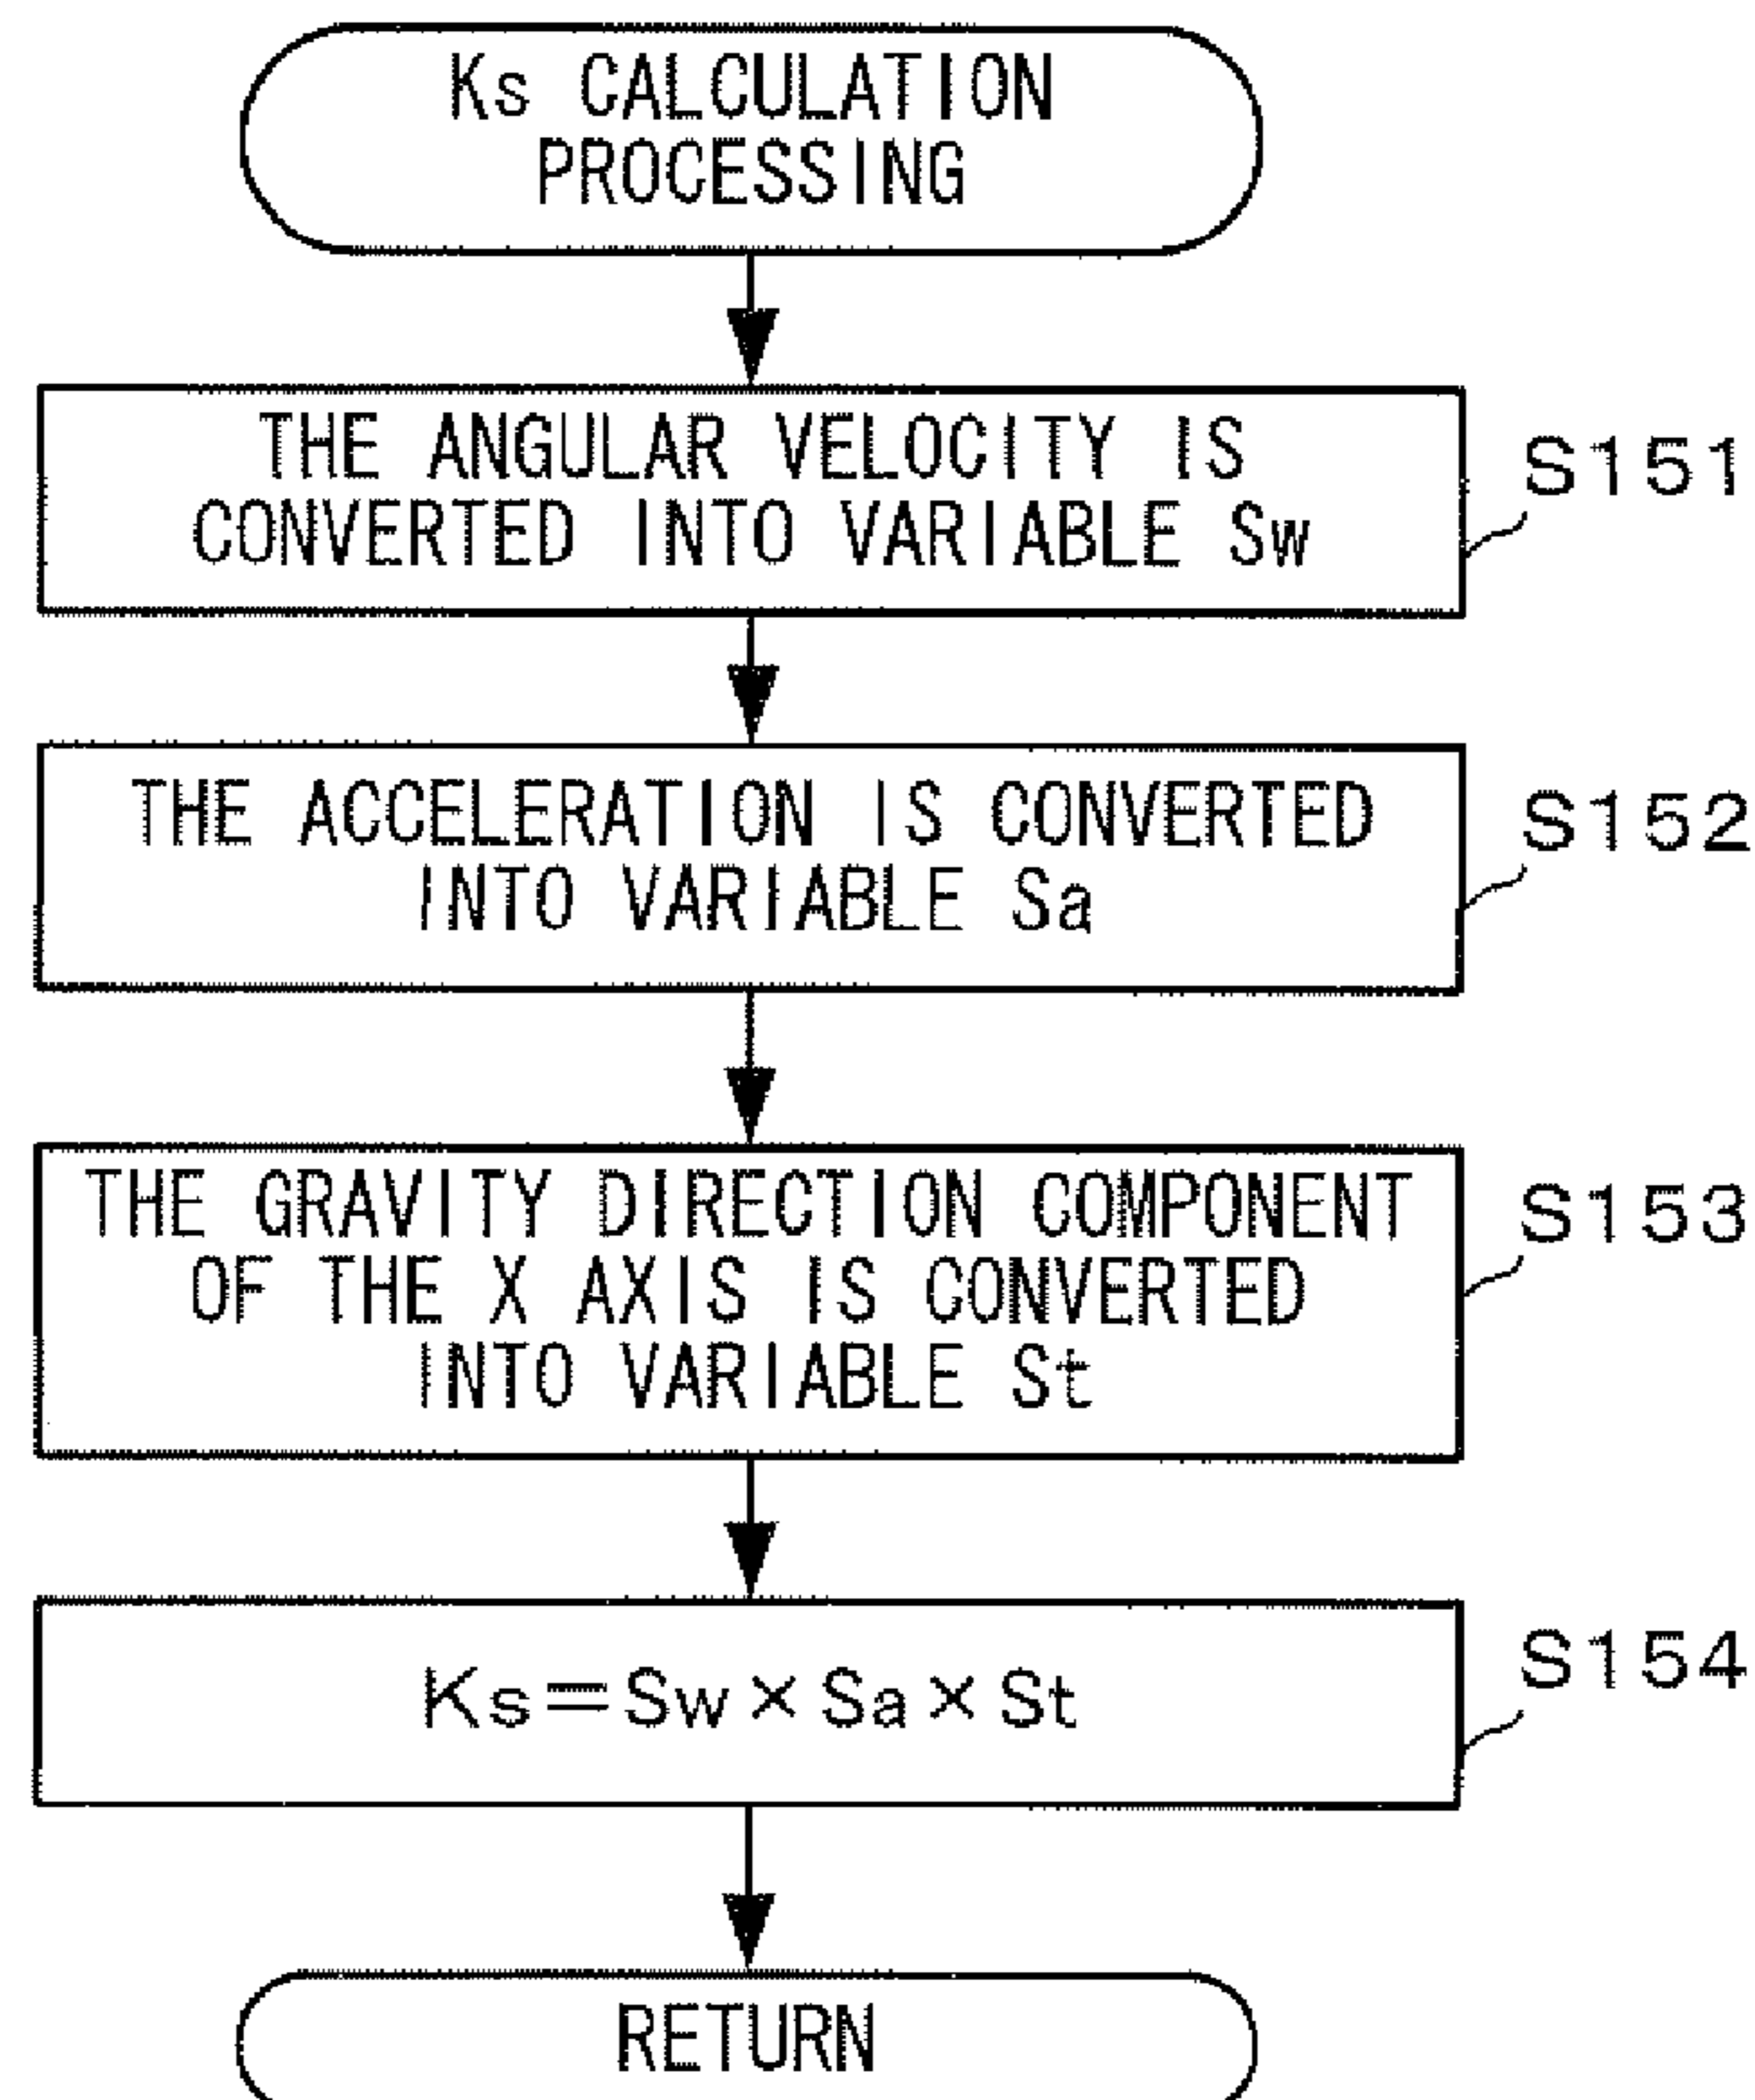 Ks CALCULATION
PROCESSING
THE ANGULAR VELOCITY IS
CONVERTED INTO VARIABLE Sw
S151
THE ACCELERATION IS CONVERTED
INTO VARIABLE Sa
S152
THE GRAVITY DIRECTION COMPONENT
OF THE X AXIS IS CONVERTED
INTO VARIABLE St
S153
Ks=Sw×Sa×St
S154
RETURN